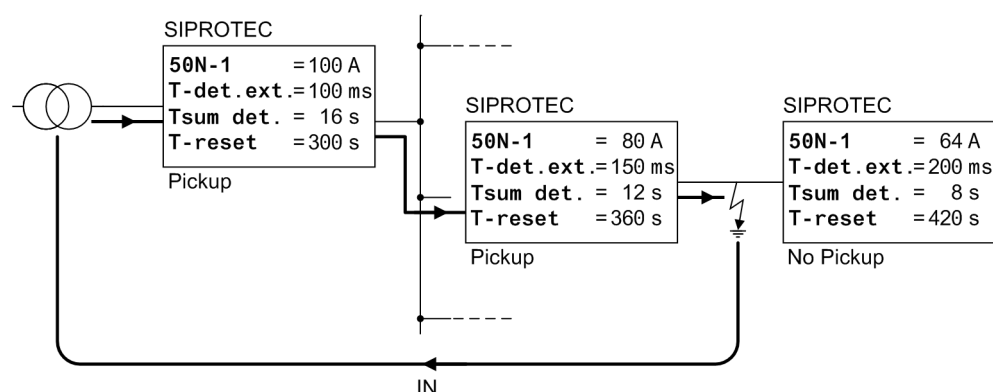 SIPROTEC
50N-1 =100 A
T-det.ext.=100 ms
Tsum det. = 16 s
T-reset =300 s
Pickup
SIPROTEC
50N-1 = 80 A
T-det.ext.=150 ms
Tsum det. = 12 s
T-reset =360 s
Pickup
SIPROTEC
50N-1 = 64 A
T-det.ext.=200 ms
Tsum det. = 8 s
T-reset =420 s
No Pickup
IN